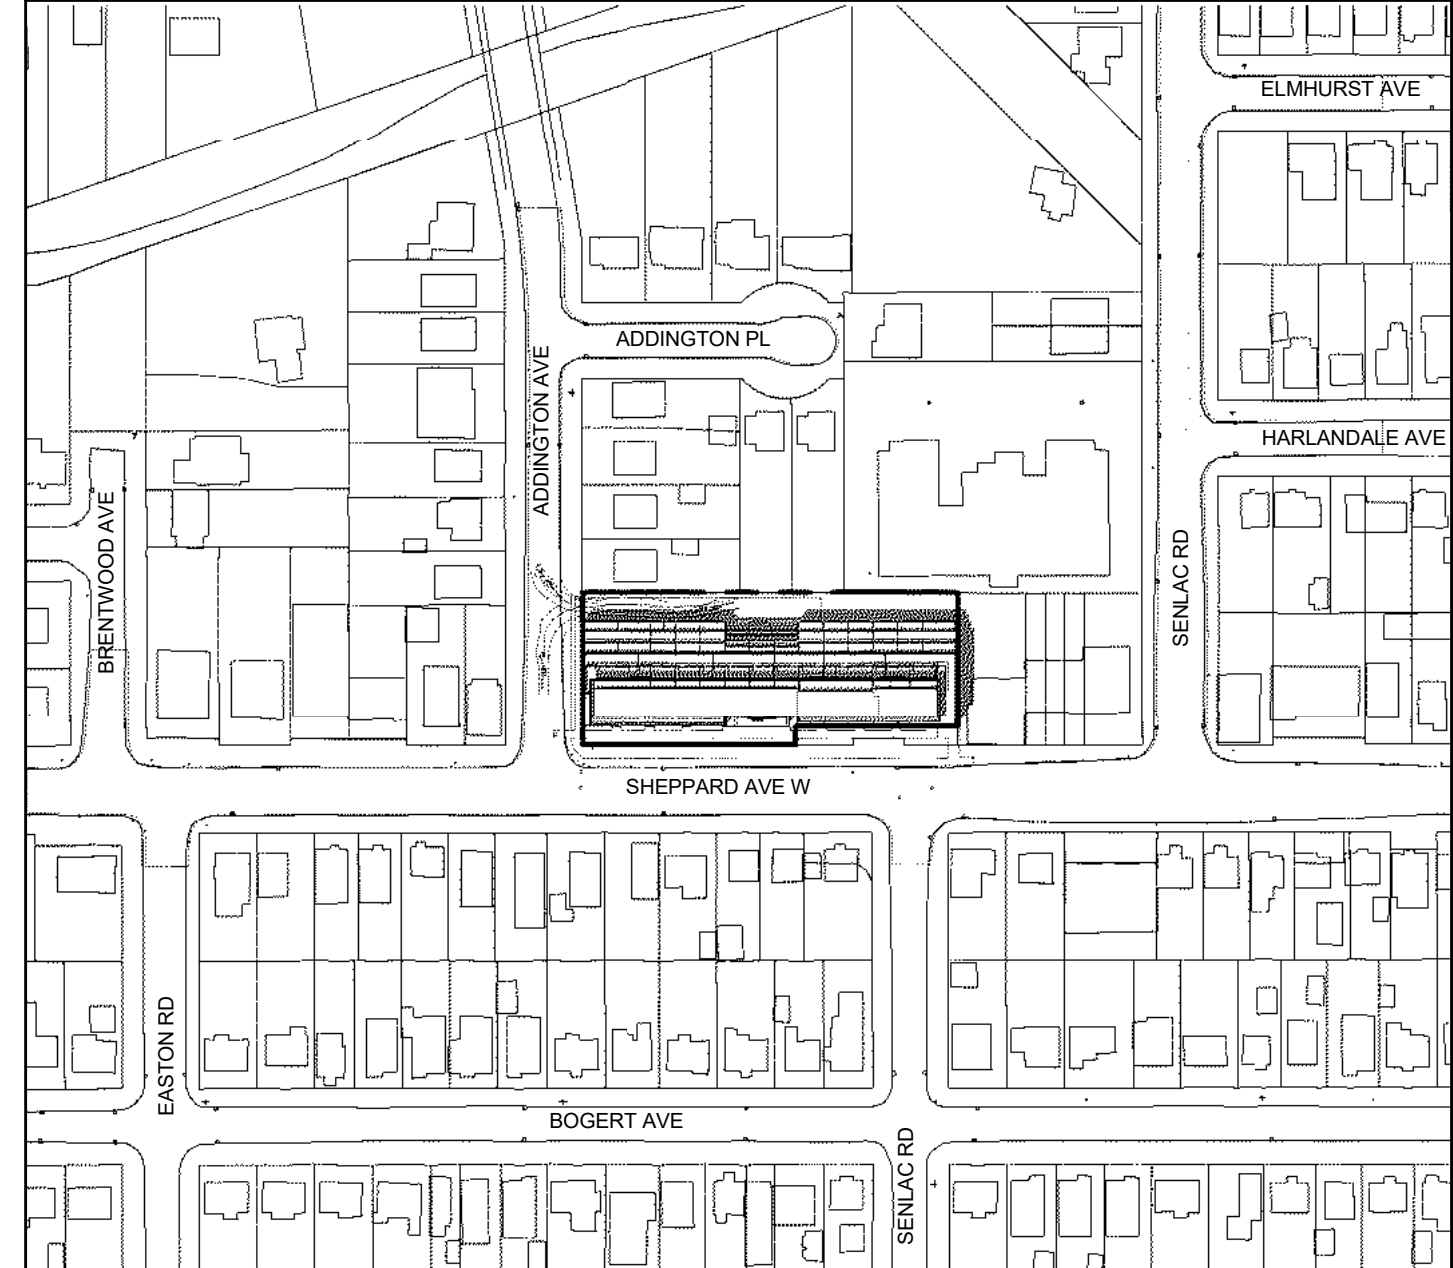 ELMHURST AVE
ADDINGTON PL
ADDINGTON AVE
HARLANDALE AVE
BRENTWOOD AVE
SENLAC RD
SHEPPARD AVE W
EASTON RD
BOGERT AVE
SENLAC RD